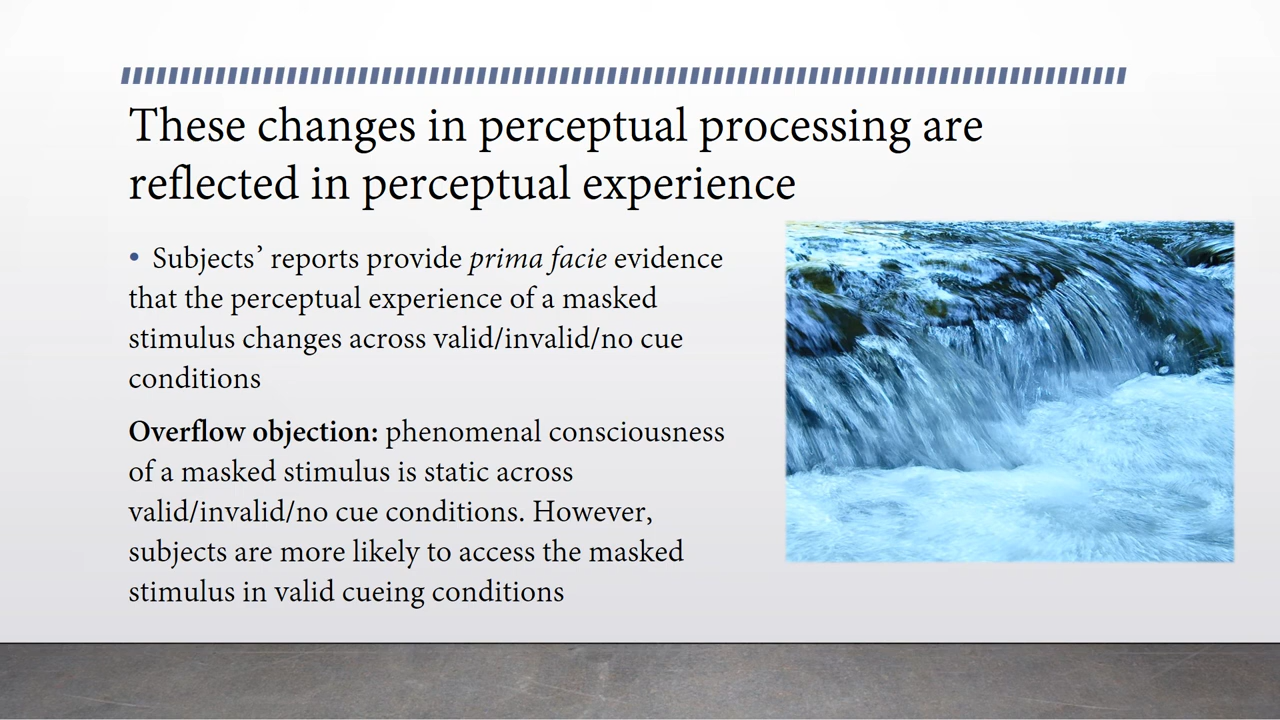 These changes in perceptual processing are
reflected in perceptual experience
• Subjects’ reports provide prima facie evidence
that the perceptual experience of a masked
stimulus changes across valid/invalid/no cue
conditions
Overflow objection: phenomenal consciousness
of a masked stimulus is static across
valid/invalid/no cue conditions. However,
subjects are more likely to access the masked
stimulus in valid cueing conditions